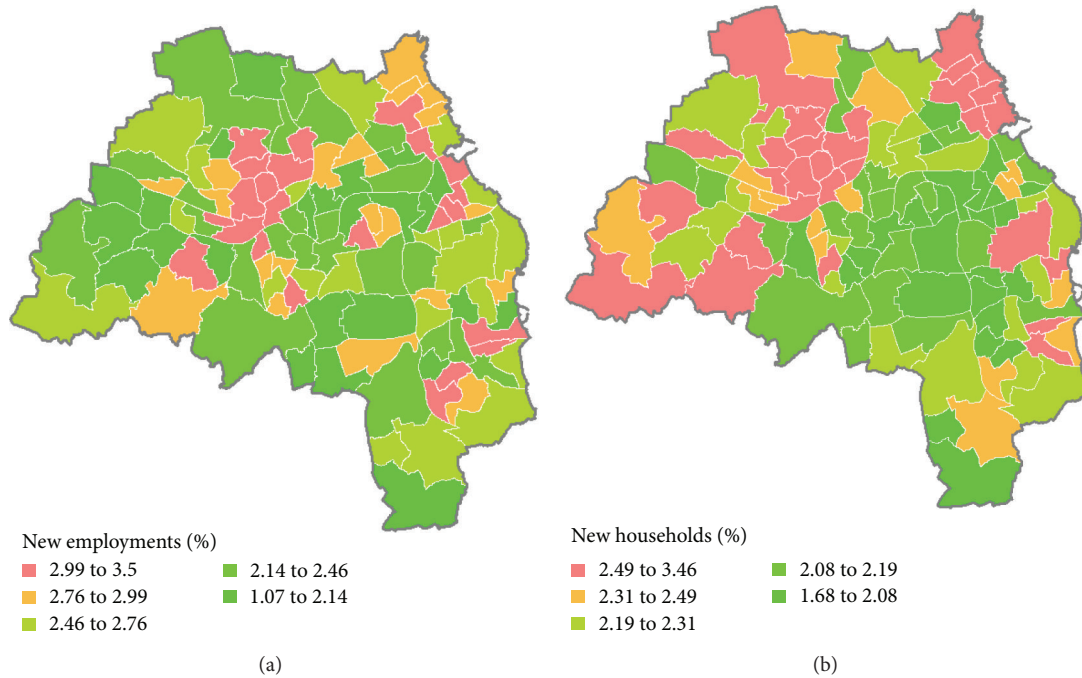 New employments (%)
2.99 to 3.5
2.76 to 2.99
2.46 to 2.76
2.14 to 2.46
1.07 to 2.14
(a)
New households (%)
2.49 to 3.46
2.31 to 2.49
2.19 to 2.31
2.08 to 2.19
1.68 to 2.08
(b)